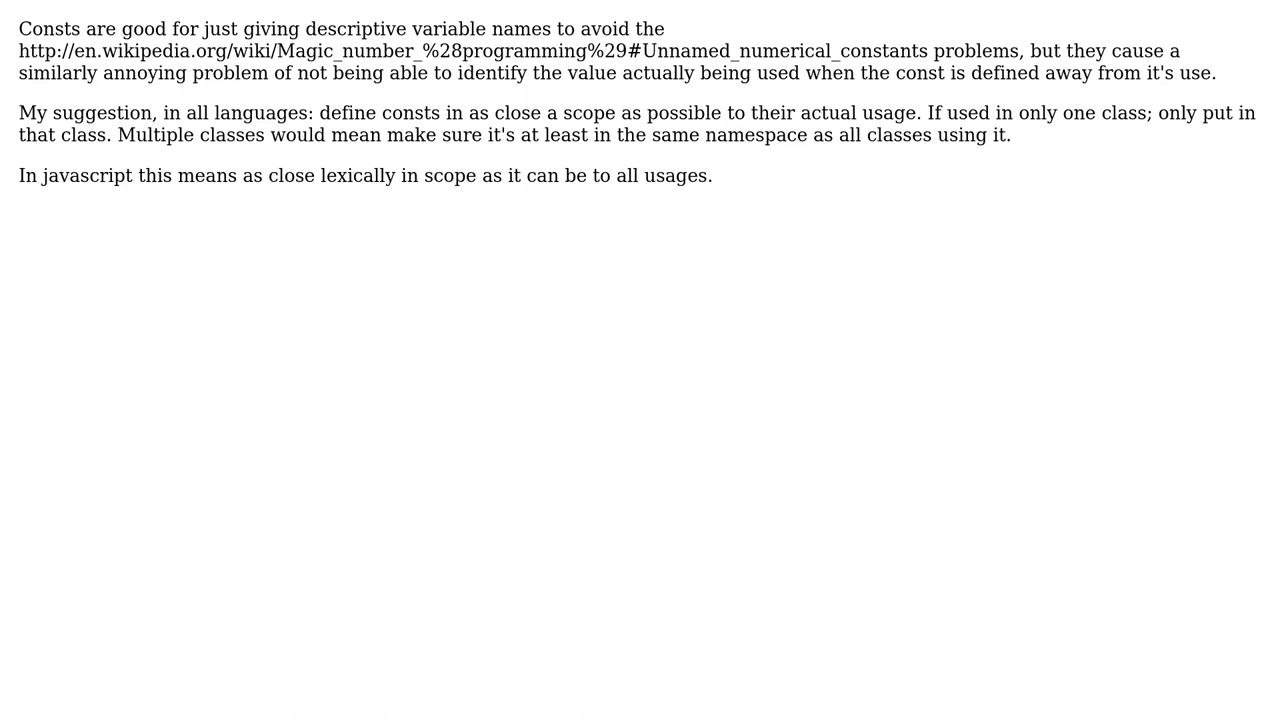 Consts are good for just giving descriptive variable names to avoid the
http://en.wikipedia.org/wiki/Magic_number_%28programming%29#Unnamed_numerical_constants problems, but they cause a
similarly annoying problem of not being able to identify the value actually being used when the const is defined away from it's use.
My suggestion, in all languages: define consts in as close a scope as possible to their actual usage. If used in only one class; only put in
that class. Multiple classes would mean make sure it's at least in the same namespace as all classes using it.
In javascript this means as close lexically in scope as it can be to all usages.